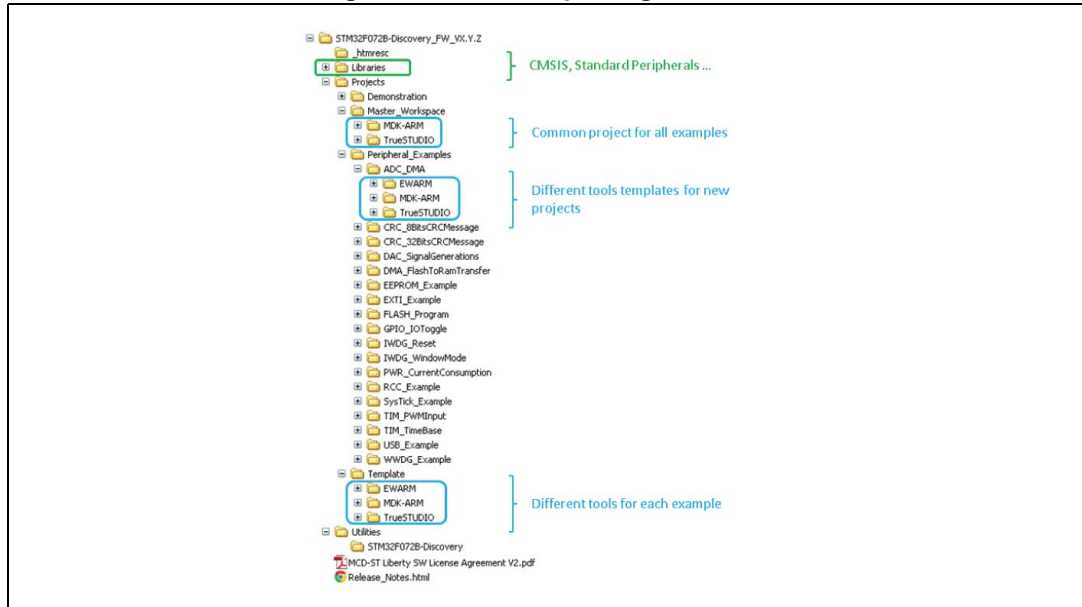 STM32F072B-Discovery_FW_VX.Y.Z
_htmresc
Libraries
CMSIS, Standard Peripherals ...
Projects
Demonstration
Master_Workspace
MDK-ARM
TrueSTUDIO
Common project for all examples
Peripheral_Examples
ADC_DMA
EWARM
MDK-ARM
TrueSTUDIO
Different tools templates for new
projects
CRC_8BitsCRCMessage
CRC_32BitsCRCMessage
DAC_SignalGenerations
DMA_FlashToRamTransfer
EEPROM_Example
EXTI_Example
FLASH_Program
GPIO_IOToggle
IWDG_Reset
IWDG_WindowMode
PWR_CurrentConsumption
RCC_Example
SysTick_Example
TIM_PWMInput
TIM_TimeBase
USB_Example
WWDG_Example
Template
EWARM
MDK-ARM
TrueSTUDIO
Different tools for each example
Utilities
STM32F072B-Discovery
MCD-ST Liberty SW License Agreement V2.pdf
Release_Notes.html